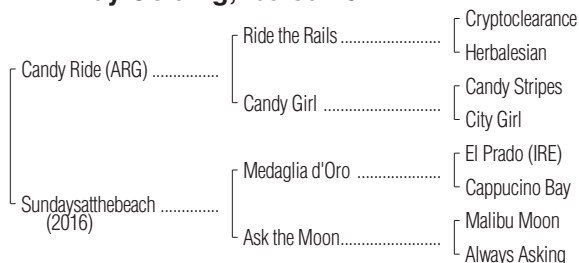 Cryptoclearance
Ride the Rails ....................
Herbalesian
Candy Ride (ARG) ...............
Candy Stripes
Candy Girl ..........................
City Girl
El Prado (IRE)
Medaglia d'Oro ..................
Cappucino Bay
Sundaysatthebeach .............
(2016)
Malibu Moon
Ask the Moon.....................
Always Asking